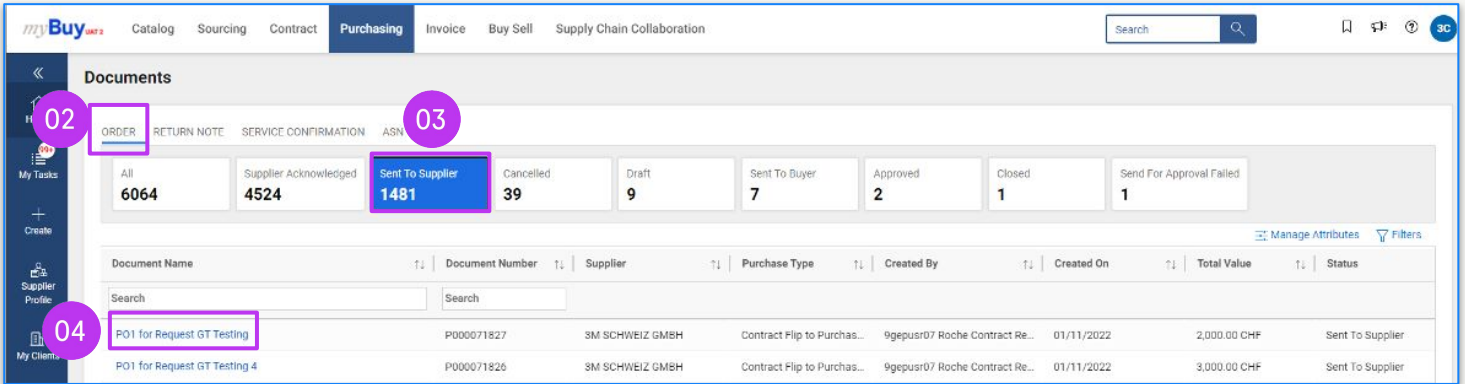 myBuy UAT2 Catalog Sourcing Contract Purchasing Invoice Buy Sell Supply Chain Collaboration Search 3C
Documents
02
03
ORDER RETURN NOTE SERVICE CONFIRMATION ASN
99+
My Tasks
All Supplier Acknowledged Sent To Supplier Cancelled Draft Sent To Buyer Approved Closed Send For Approval Failed
6064 4524 1481 39 9 7 2 1 1
Create
Manage Attributes Filters
Document Name Document Number Supplier Purchase Type Created By Created On Total Value Status
Supplier
Profile
Search Search
04
PO1 for Request GT Testing P000071827 3M SCHWEIZ GMBH Contract Flip to Purchas... 9gepusr07 Roche Contract Re... 01/11/2022 2,000.00 CHF Sent To Supplier
My Clients
PO1 for Request GT Testing 4 P000071826 3M SCHWEIZ GMBH Contract Flip to Purchas... 9gepusr07 Roche Contract Re... 01/11/2022 3,000.00 CHF Sent To Supplier